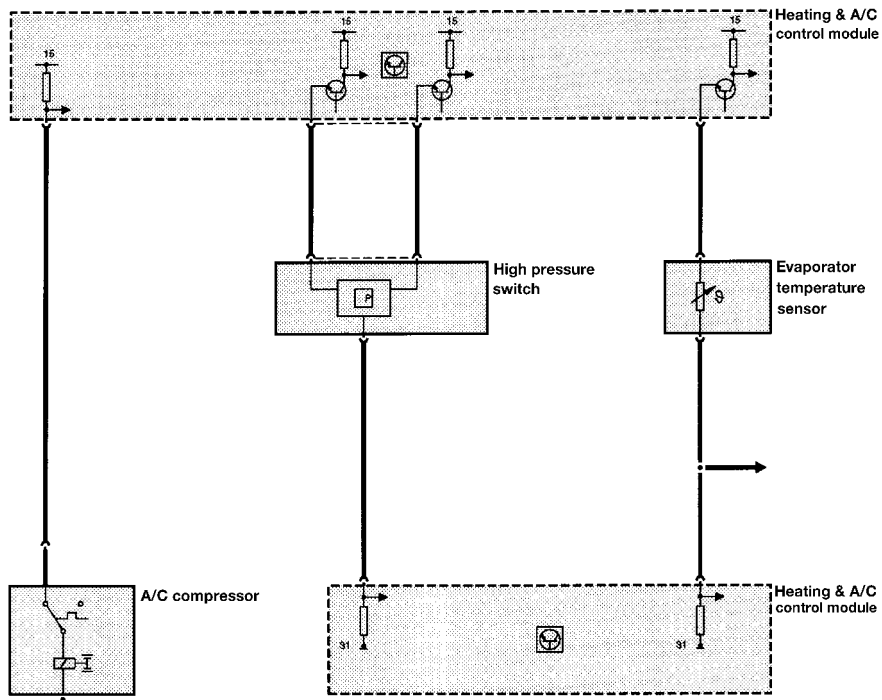 Heating & A/C
control module
15
15
15
15
High pressure
switch
P
Evaporator
temperature
sensor
ϑ
A/C compressor
Heating & A/C
control module
31
31